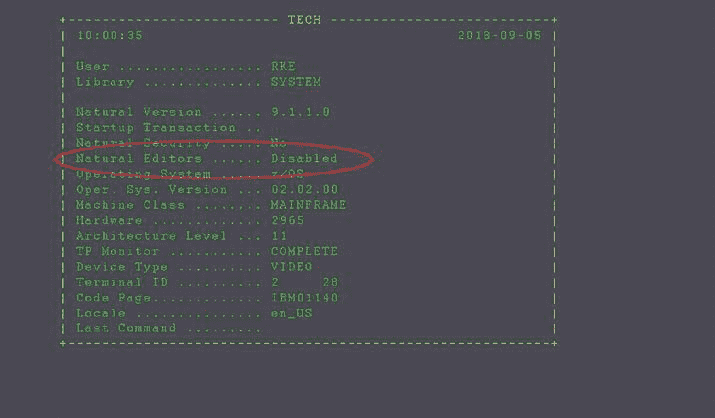 +---------------------------- TECH -----------------------------+
| 10:00:35 2018-09-05 |
| User ................. RKE |
| Library .............. SYSTEM |
| Natural Version ...... 9.1.1.0 |
| Startup Transaction .. |
| Natural Security ..... No |
| Natural Editors ...... Disabled |
| Operating System ..... z/OS |
| Oper. Sys. Version ... 02.02.00 |
| Machine Class ........ MAINFRAME |
| Hardware ............. 2965 |
| Architecture Level ... 11 |
| TP Monitor ........... COMPLETE |
| Device Type .......... VIDEO |
| Terminal ID .......... 2 28 |
| Code Page............. IBM01140 |
| Locale ............... en_US |
| Last Command ......... |
+---------------------------------------------------------------+